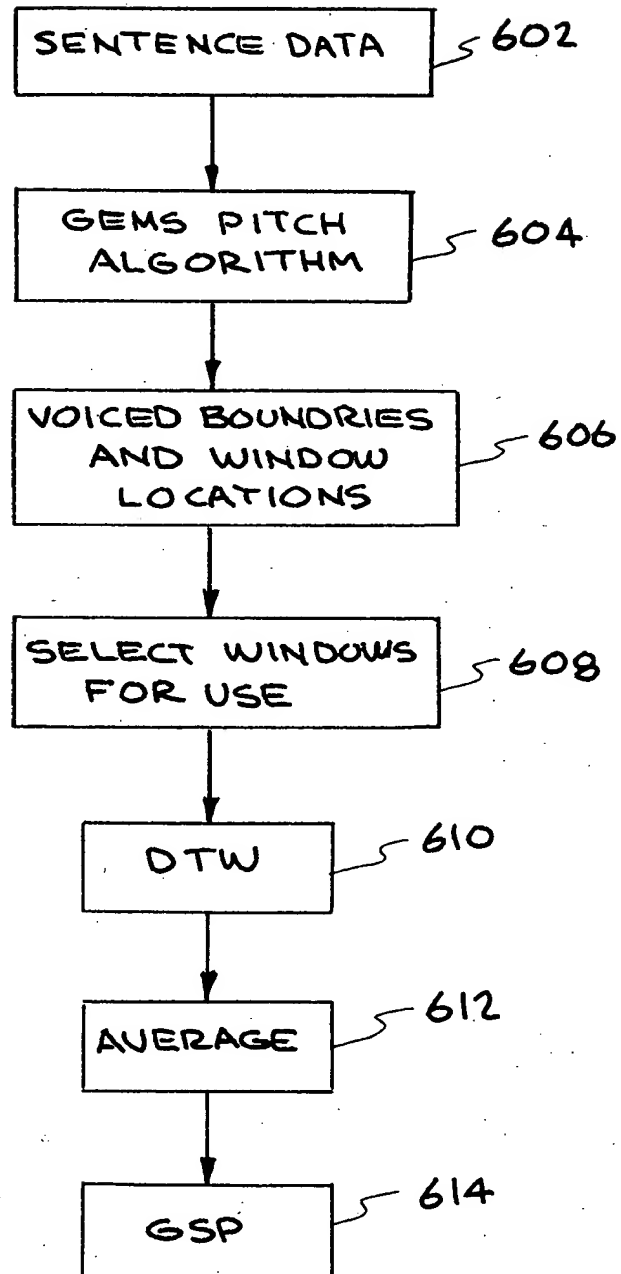 SENTENCE DATA
602
GEMS PITCH
ALGORITHM
604
VOICED BOUNDRIES
AND WINDOW
LOCATIONS
606
SELECT WINDOWS
FOR USE
608
DTW
610
AVERAGE
612
GSP
614